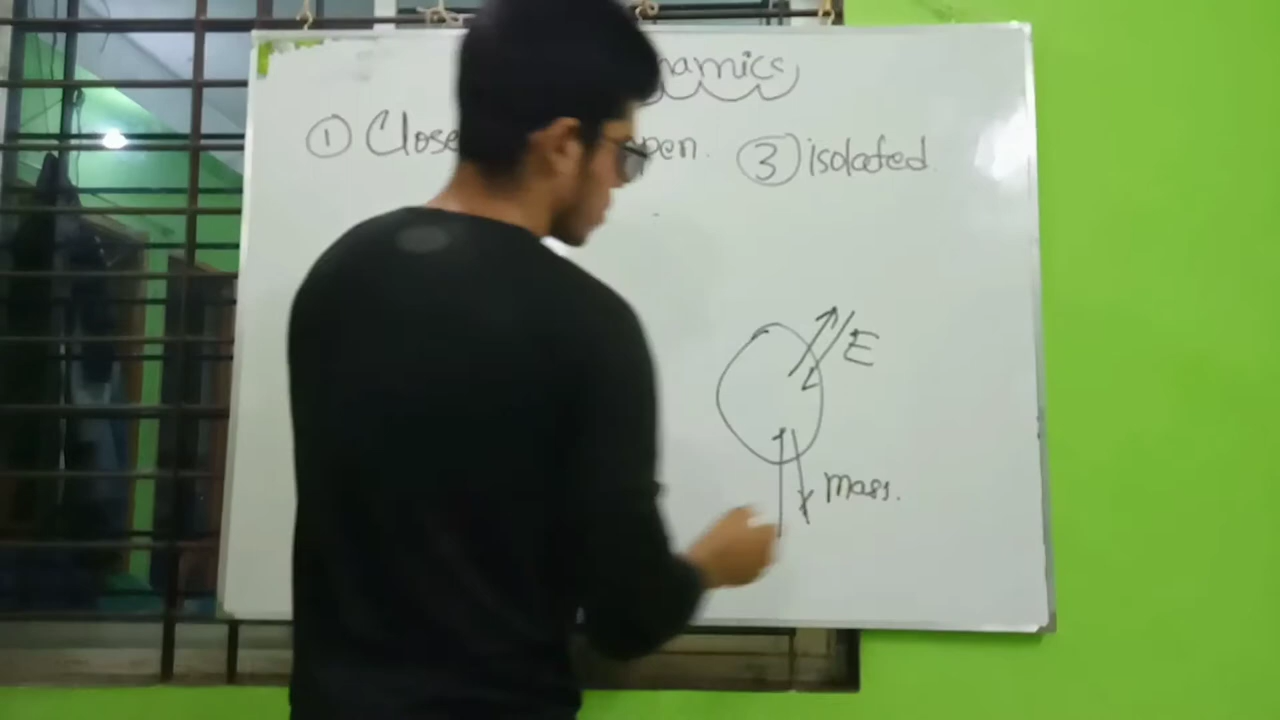 namics
① Close pen. ③ isolated.
E
mass.